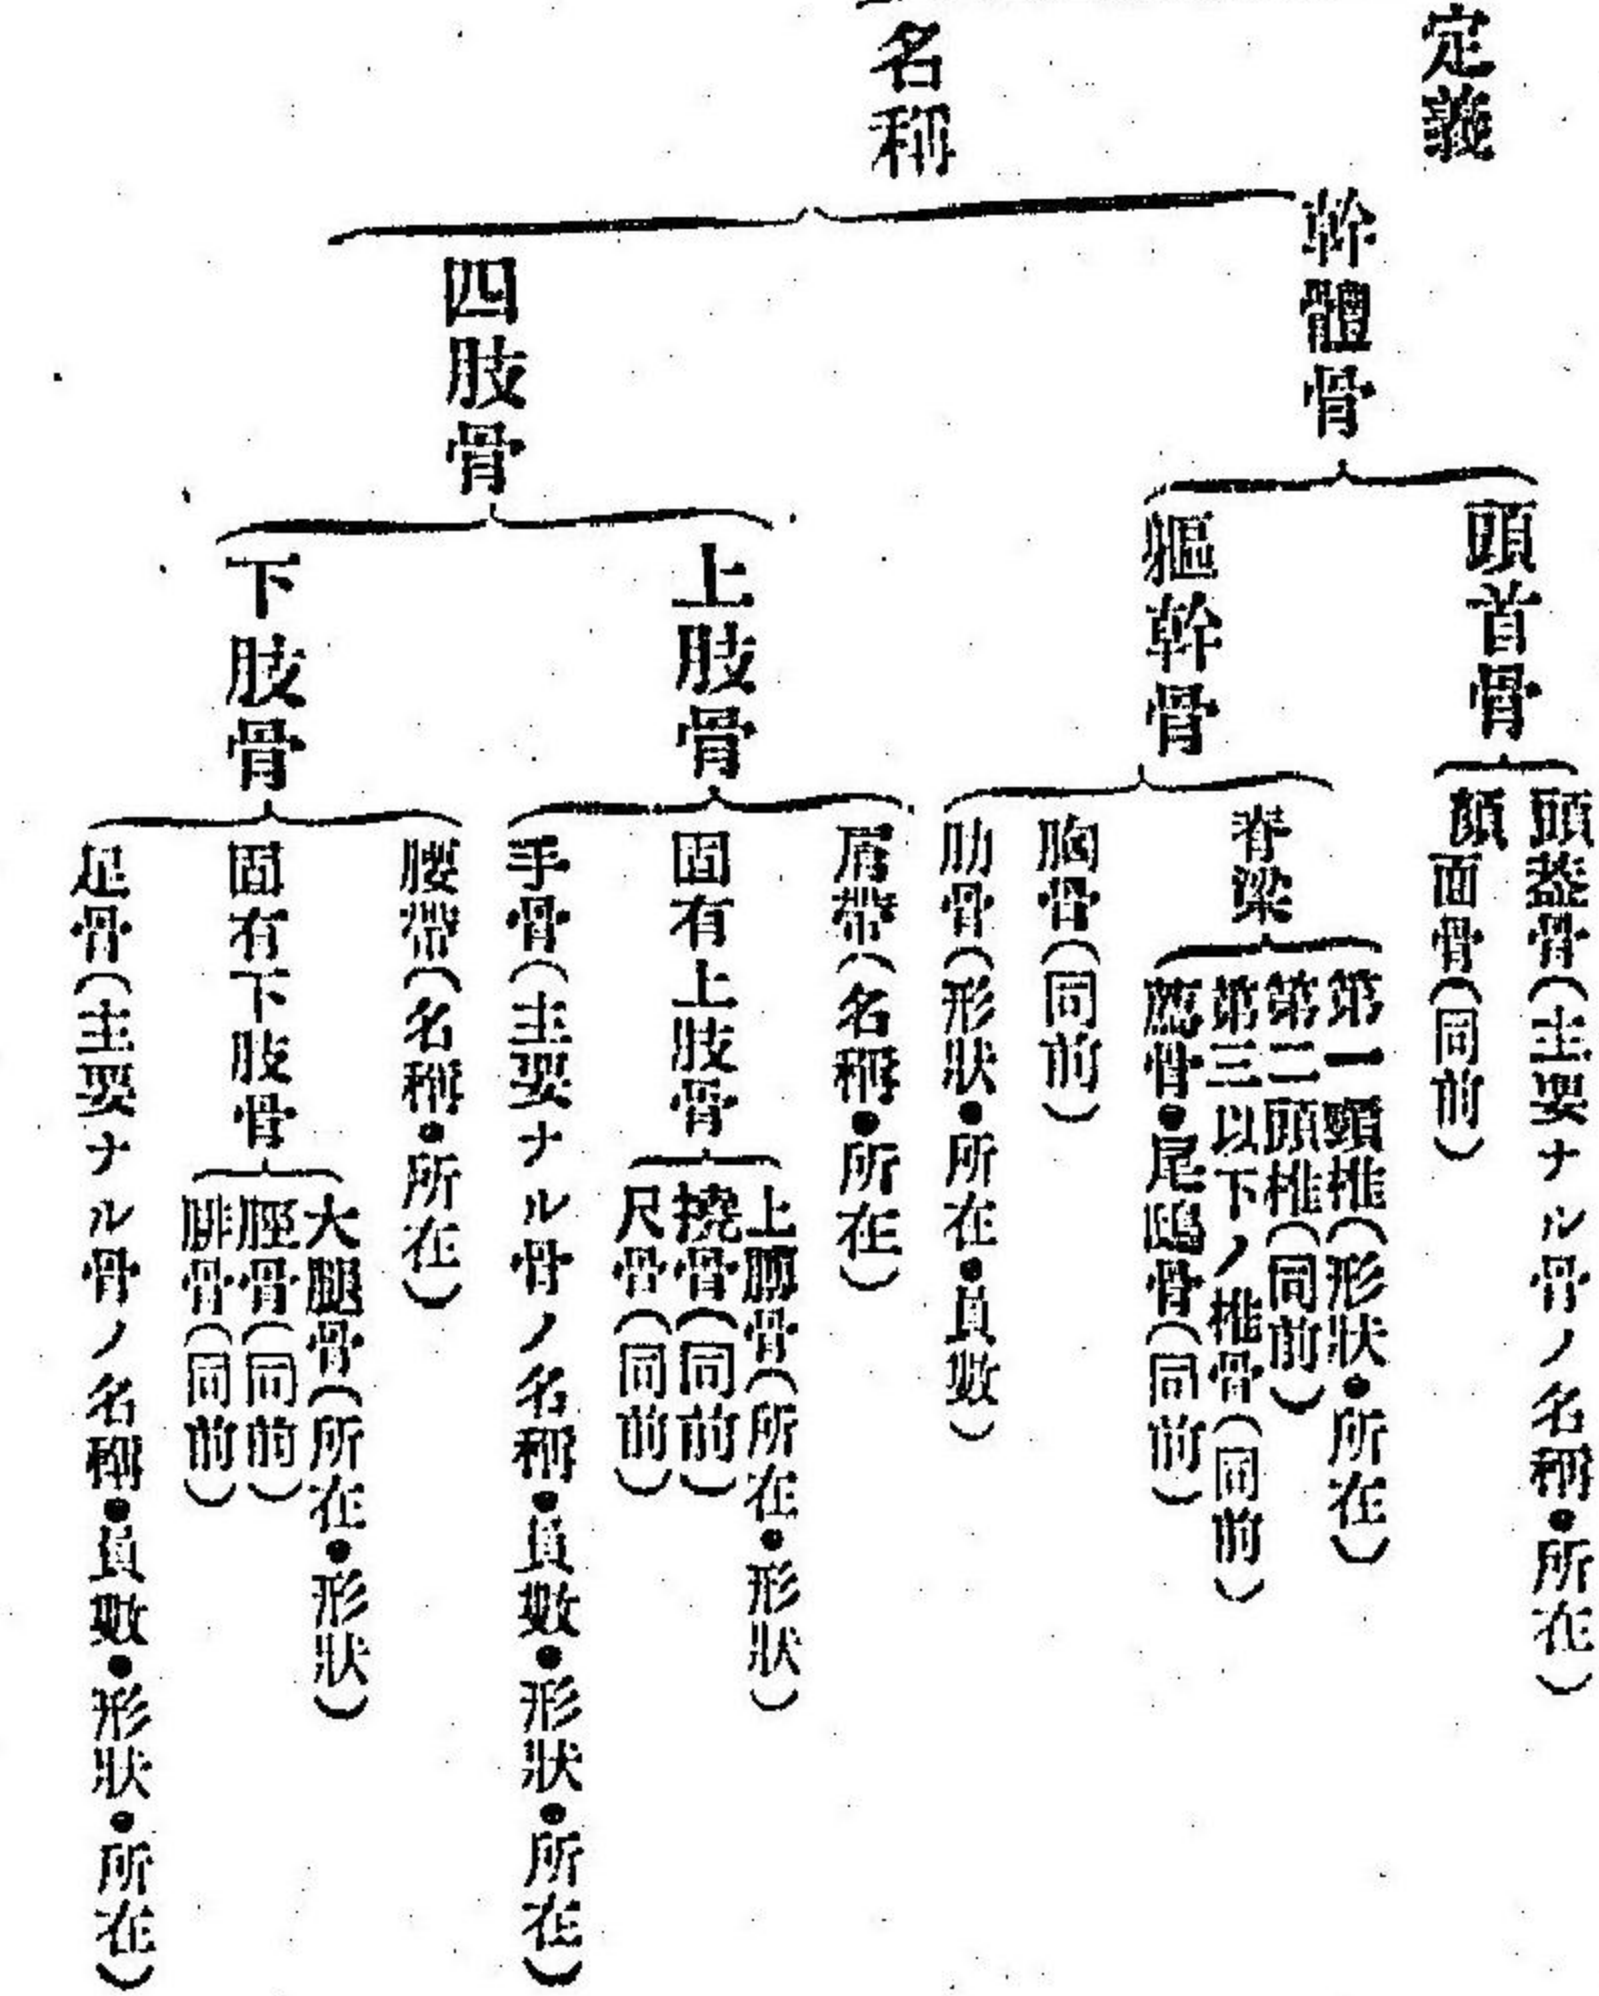 定義
名稱
幹體骨
頭首骨
頭蓋骨(主要ナル骨ノ名稱●所在)
顏面骨(同前)
軀幹骨
脊梁
第一頸椎(形狀●所在)
第二頸椎(同前)
第三以下ノ椎骨(同前)
薦骨●尾䯊骨(同前)
胸骨(同前)
肋骨(形狀●所在●員數)
四肢骨
上肢骨
肩帶(名稱●所在)
固有上肢骨
上膊骨(所在●形狀)
撓骨(同前)
尺骨(同前)
手骨(主要ナル骨ノ名稱●員數●形狀●所在)
下肢骨
腰帶(名稱●所在)
固有下肢骨
大腿骨(所在●形狀)
脛骨(同前)
腓骨(同前)
足骨(主要ナル骨ノ名稱●員數●形狀●所在)